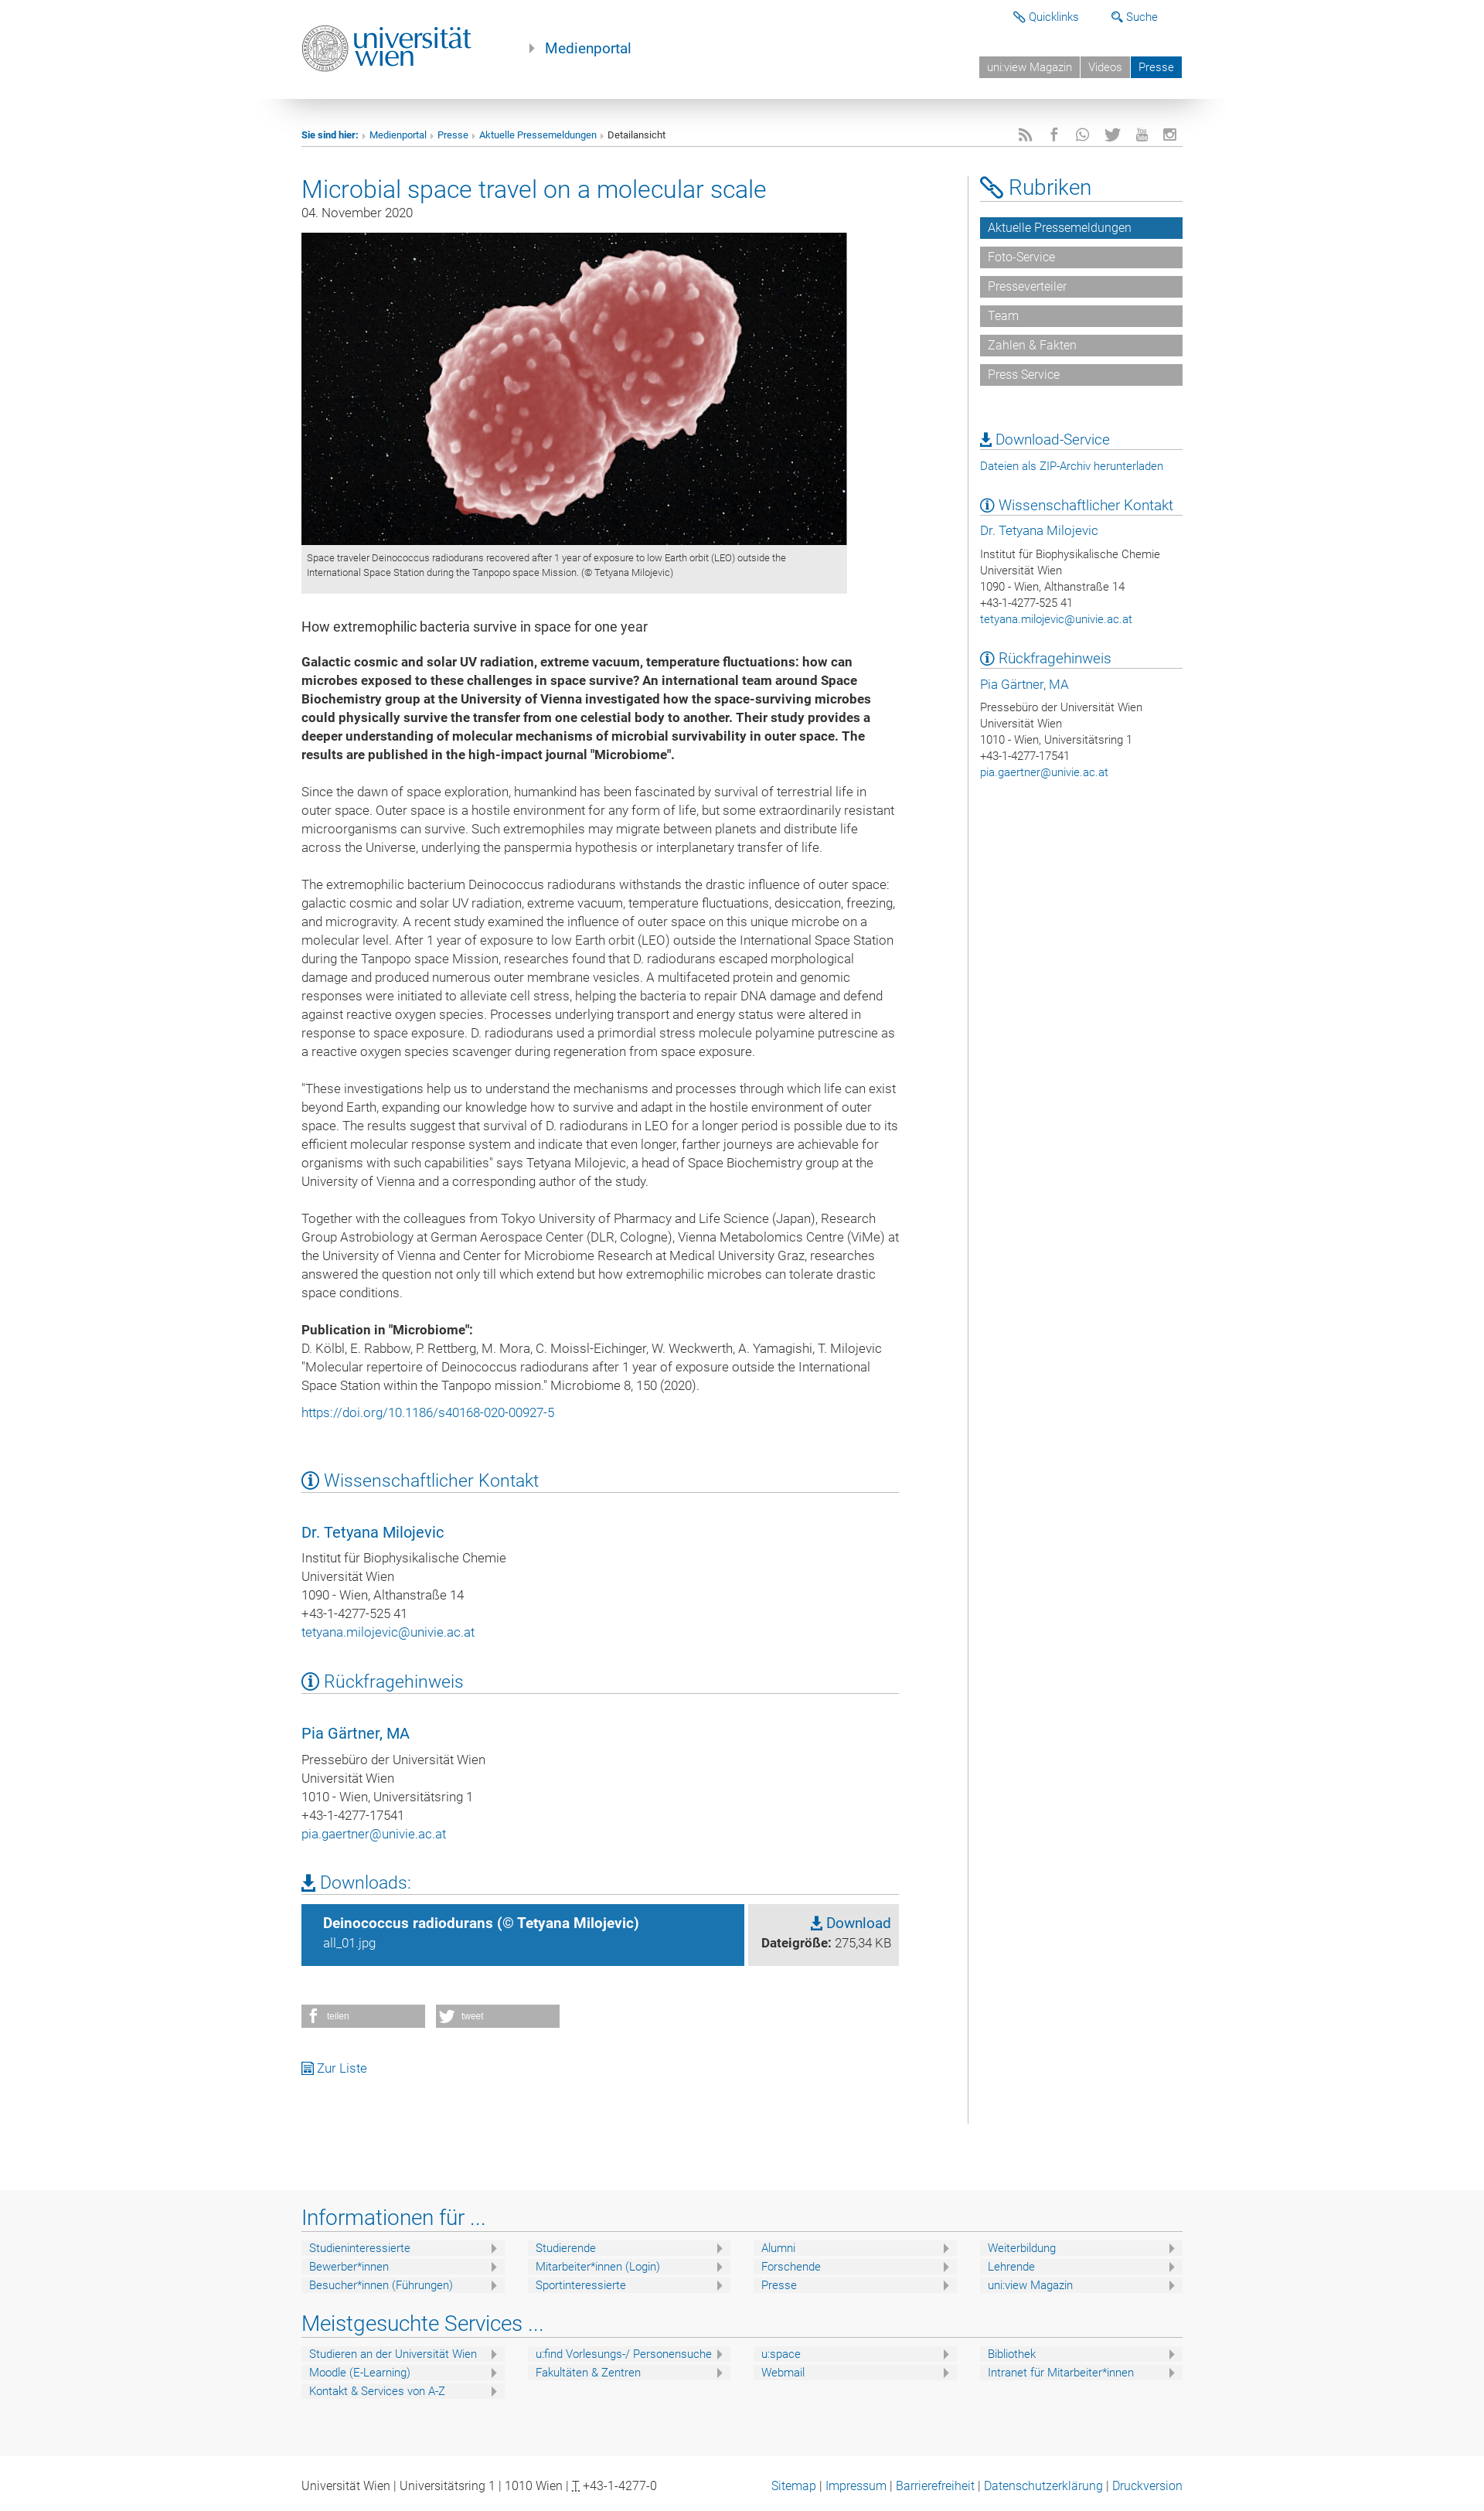 Quicklinks
Suche
universität
wien
Medienportal
uni:view Magazin
Videos
Presse
Sie sind hier: Medienportal Presse Aktuelle Pressemeldungen Detailansicht
Microbial space travel on a molecular scale
04. November 2020
Space traveler Deinococcus radiodurans recovered after 1 year of exposure to low Earth orbit (LEO) outside the
International Space Station during the Tanpopo space Mission. (© Tetyana Milojevic)
How extremophilic bacteria survive in space for one year
Galactic cosmic and solar UV radiation, extreme vacuum, temperature fluctuations: how can
microbes exposed to these challenges in space survive? An international team around Space
Biochemistry group at the University of Vienna investigated how the space-surviving microbes
could physically survive the transfer from one celestial body to another. Their study provides a
deeper understanding of molecular mechanisms of microbial survivability in outer space. The
results are published in the high-impact journal "Microbiome".
Since the dawn of space exploration, humankind has been fascinated by survival of terrestrial life in
outer space. Outer space is a hostile environment for any form of life, but some extraordinarily resistant
microorganisms can survive. Such extremophiles may migrate between planets and distribute life
across the Universe, underlying the panspermia hypothesis or interplanetary transfer of life.
The extremophilic bacterium Deinococcus radiodurans withstands the drastic influence of outer space:
galactic cosmic and solar UV radiation, extreme vacuum, temperature fluctuations, desiccation, freezing,
and microgravity. A recent study examined the influence of outer space on this unique microbe on a
molecular level. After 1 year of exposure to low Earth orbit (LEO) outside the International Space Station
during the Tanpopo space Mission, researches found that D. radiodurans escaped morphological
damage and produced numerous outer membrane vesicles. A multifaceted protein and genomic
responses were initiated to alleviate cell stress, helping the bacteria to repair DNA damage and defend
against reactive oxygen species. Processes underlying transport and energy status were altered in
response to space exposure. D. radiodurans used a primordial stress molecule polyamine putrescine as
a reactive oxygen species scavenger during regeneration from space exposure.
"These investigations help us to understand the mechanisms and processes through which life can exist
beyond Earth, expanding our knowledge how to survive and adapt in the hostile environment of outer
space. The results suggest that survival of D. radiodurans in LEO for a longer period is possible due to its
efficient molecular response system and indicate that even longer, farther journeys are achievable for
organisms with such capabilities" says Tetyana Milojevic, a head of Space Biochemistry group at the
University of Vienna and a corresponding author of the study.
Together with the colleagues from Tokyo University of Pharmacy and Life Science (Japan), Research
Group Astrobiology at German Aerospace Center (DLR, Cologne), Vienna Metabolomics Centre (ViMe) at
the University of Vienna and Center for Microbiome Research at Medical University Graz, researches
answered the question not only till which extend but how extremophilic microbes can tolerate drastic
space conditions.
Publication in "Microbiome":
D. Kölbl, E. Rabbow, P. Rettberg, M. Mora, C. Moissl-Eichinger, W. Weckwerth, A. Yamagishi, T. Milojevic
"Molecular repertoire of Deinococcus radiodurans after 1 year of exposure outside the International
Space Station within the Tanpopo mission." Microbiome 8, 150 (2020).
https://doi.org/10.1186/s40168-020-00927-5
Wissenschaftlicher Kontakt
Dr. Tetyana Milojevic
Institut für Biophysikalische Chemie
Universität Wien
1090 - Wien, Althanstraße 14
+43-1-4277-525 41
tetyana.milojevic@univie.ac.at
Rückfragehinweis
Pia Gärtner, MA
Pressebüro der Universität Wien
Universität Wien
1010 - Wien, Universitätsring 1
+43-1-4277-17541
pia.gaertner@univie.ac.at
Downloads:
Deinococcus radiodurans (© Tetyana Milojevic)
all_01.jpg
Download
Dateigröße: 275,34 KB
teilen
tweet
Zur Liste
Rubriken
Aktuelle Pressemeldungen
Foto-Service
Presseverteiler
Team
Zahlen & Fakten
Press Service
Download-Service
Dateien als ZIP-Archiv herunterladen
Wissenschaftlicher Kontakt
Dr. Tetyana Milojevic
Institut für Biophysikalische Chemie
Universität Wien
1090 - Wien, Althanstraße 14
+43-1-4277-525 41
tetyana.milojevic@univie.ac.at
Rückfragehinweis
Pia Gärtner, MA
Pressebüro der Universität Wien
Universität Wien
1010 - Wien, Universitätsring 1
+43-1-4277-17541
pia.gaertner@univie.ac.at
Informationen für ...
Studieninteressierte
Bewerber*innen
Besucher*innen (Führungen)
Studierende
Mitarbeiter*innen (Login)
Sportinteressierte
Alumni
Forschende
Presse
Weiterbildung
Lehrende
uni:view Magazin
Meistgesuchte Services ...
Studieren an der Universität Wien
Moodle (E-Learning)
Kontakt & Services von A-Z
u:find Vorlesungs-/ Personensuche
Fakultäten & Zentren
u:space
Webmail
Bibliothek
Intranet für Mitarbeiter*innen
Universität Wien | Universitätsring 1 | 1010 Wien | T +43-1-4277-0
Sitemap | Impressum | Barrierefreiheit | Datenschutzerklärung | Druckversion